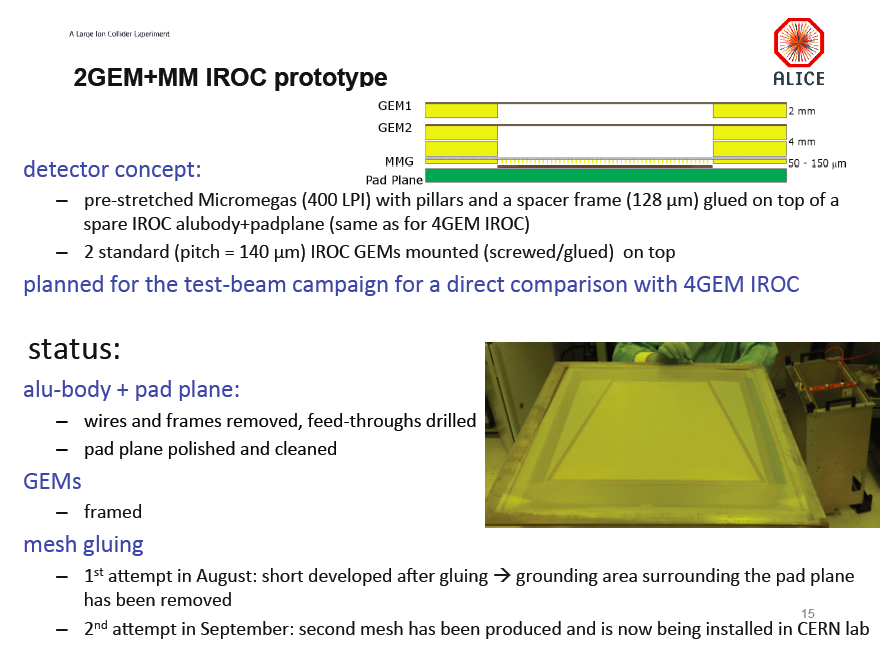 A Large Ion Collider Experiment
ALICE
2GEM+MM IROC prototype
GEM1
2 mm
GEM2
4 mm
MMG
50 - 150 µm
Pad Plane
detector concept:
– pre-stretched Micromegas (400 LPI) with pillars and a spacer frame (128 µm) glued on top of a
spare IROC alubody+padplane (same as for 4GEM IROC)
– 2 standard (pitch = 140 µm) IROC GEMs mounted (screwed/glued) on top
planned for the test-beam campaign for a direct comparison with 4GEM IROC
status:
alu-body + pad plane:
– wires and frames removed, feed-throughs drilled
– pad plane polished and cleaned
GEMs
– framed
mesh gluing
– 1st attempt in August: short developed after gluing → grounding area surrounding the pad plane
has been removed
– 2nd attempt in September: second mesh has been produced and is now being installed in CERN lab
15